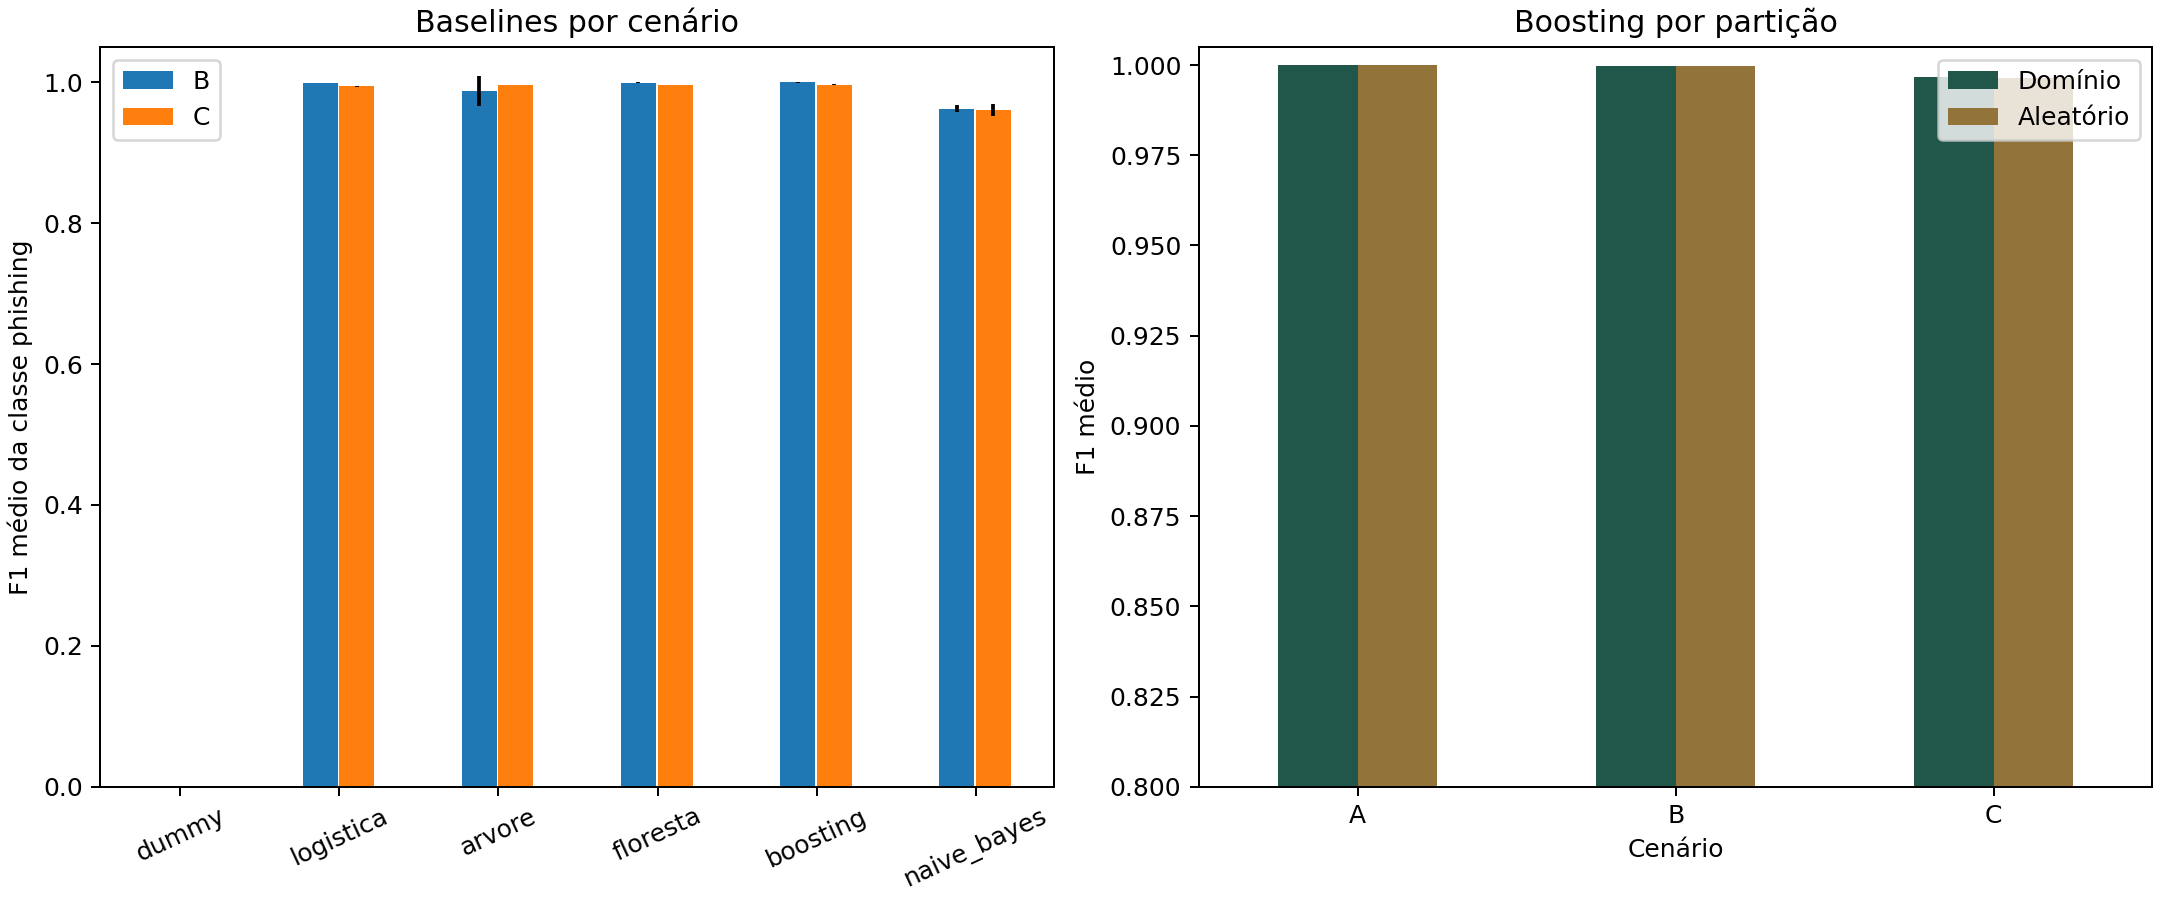 Baselines por cenário
B
C
F1 médio da classe phishing
1.0
0.8
0.6
0.4
0.2
0.0
dummy
logistica
arvore
floresta
boosting
naive_bayes
Boosting por partição
Domínio
Aleatório
F1 médio
1.000
0.975
0.950
0.925
0.900
0.875
0.850
0.825
0.800
A
B
C
Cenário